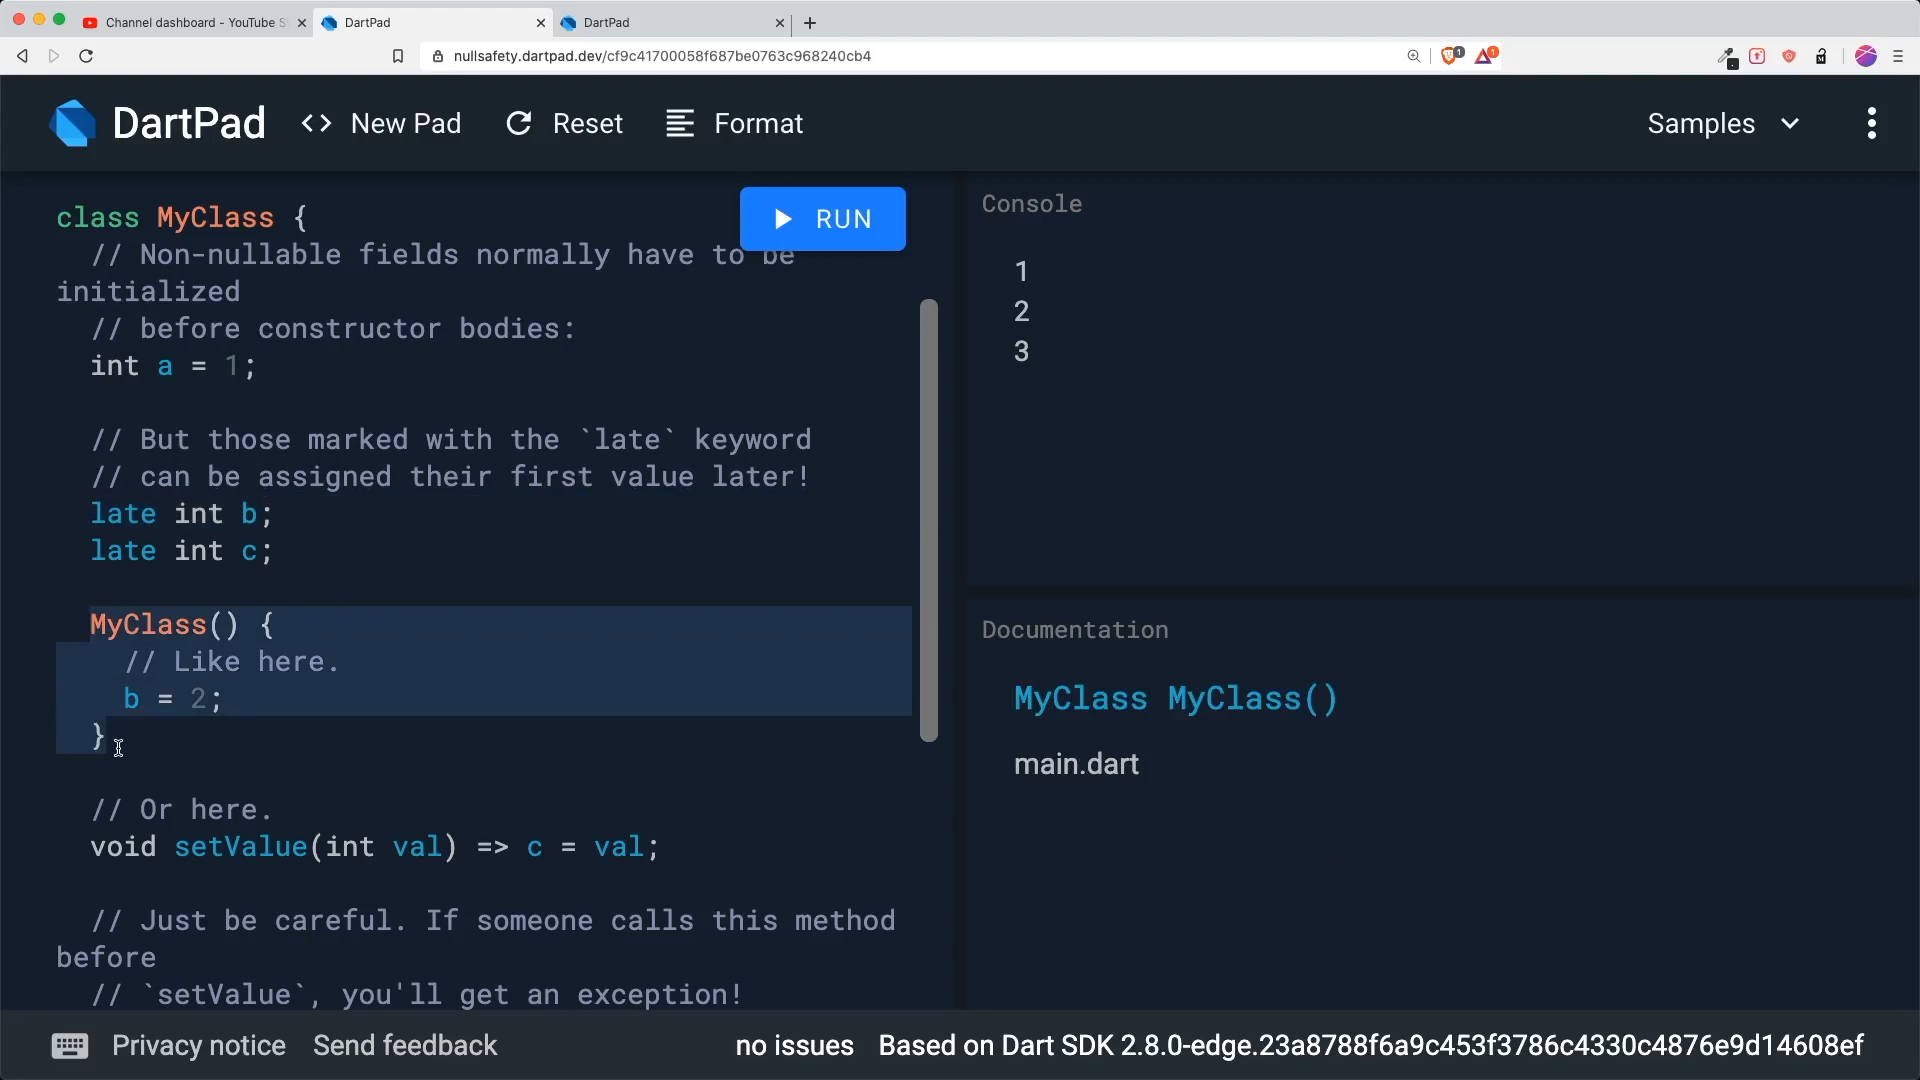 Channel dashboard - YouTube S
DartPad
DartPad
nullsafety.dartpad.dev/cf9c41700058f687be0763c968240cb4
1
1
DartPad
<> New Pad
Reset
Format
Samples
class MyClass {
RUN
// Non-nullable fields normally have to be
initialized
// before constructor bodies:
int a = 1;
// But those marked with the `late` keyword
// can be assigned their first value later!
late int b;
late int c;
MyClass() {
// Like here.
b = 2;
}
// Or here.
void setValue(int val) => c = val;
// Just be careful. If someone calls this method
before
// `setValue`, you'll get an exception!
Console
1
2
3
Documentation
MyClass MyClass()
main.dart
Privacy notice
Send feedback
no issues
Based on Dart SDK 2.8.0-edge.23a8788f6a9c453f3786c4330c4876e9d14608ef